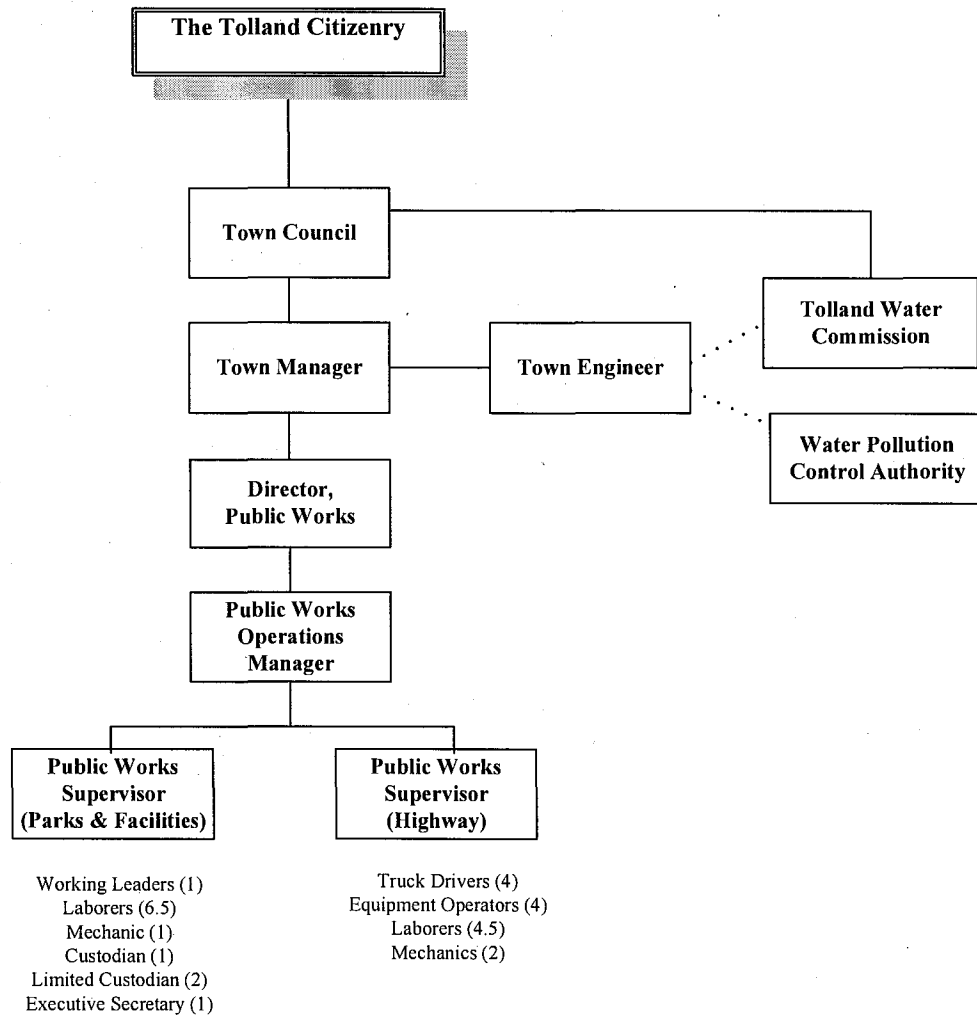 The Tolland Citizenry
Town Council
Tolland Water
Commission
Town Manager
Town Engineer
Water Pollution
Control Authority
Director,
Public Works
Public Works
Operations
Manager
Public Works
Supervisor
(Parks & Facilities)
Public Works
Supervisor
(Highway)
Working Leaders (1)
Laborers (6.5)
Mechanic (1)
Custodian (1)
Limited Custodian (2)
Executive Secretary (1)
Truck Drivers (4)
Equipment Operators (4)
Laborers (4.5)
Mechanics (2)